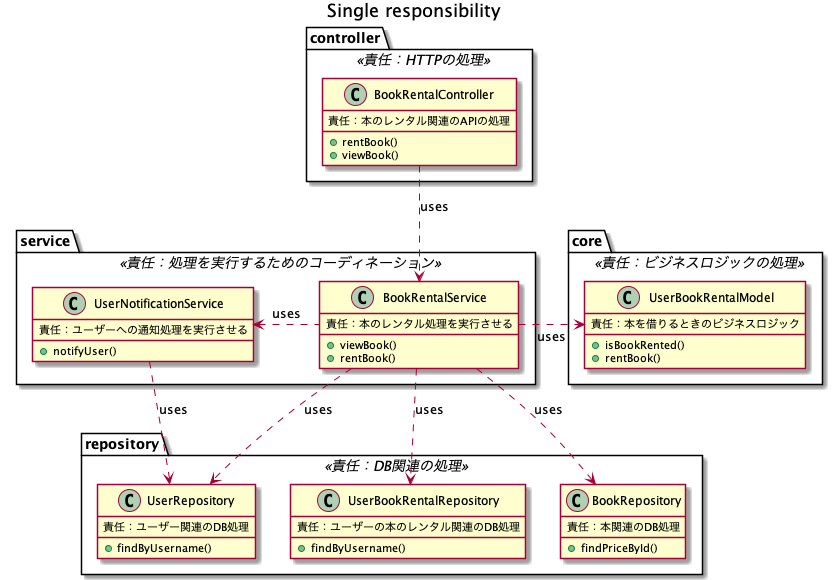 Single responsibility
controller
«責任：HTTPの処理»
C BookRentalController
責任：本のレンタル関連のAPIの処理
rentBook()
viewBook()
uses
service
«責任：処理を実行するためのコーディネーション»
C UserNotificationService
責任：ユーザーへの通知処理を実行させる
notifyUser()
uses
C BookRentalService
責任：本のレンタル処理を実行させる
viewBook()
rentBook()
uses
core
«責任：ビジネスロジックの処理»
C UserBookRentalModel
責任：本を借りるときのビジネスロジック
isBookRented()
rentBook()
uses
uses
uses
uses
repository
«責任：DB関連の処理»
C UserRepository
責任：ユーザー関連のDB処理
findByUsername()
C UserBookRentalRepository
責任：ユーザーの本のレンタル関連のDB処理
findByUsername()
C BookRepository
責任：本関連のDB処理
findPriceById()